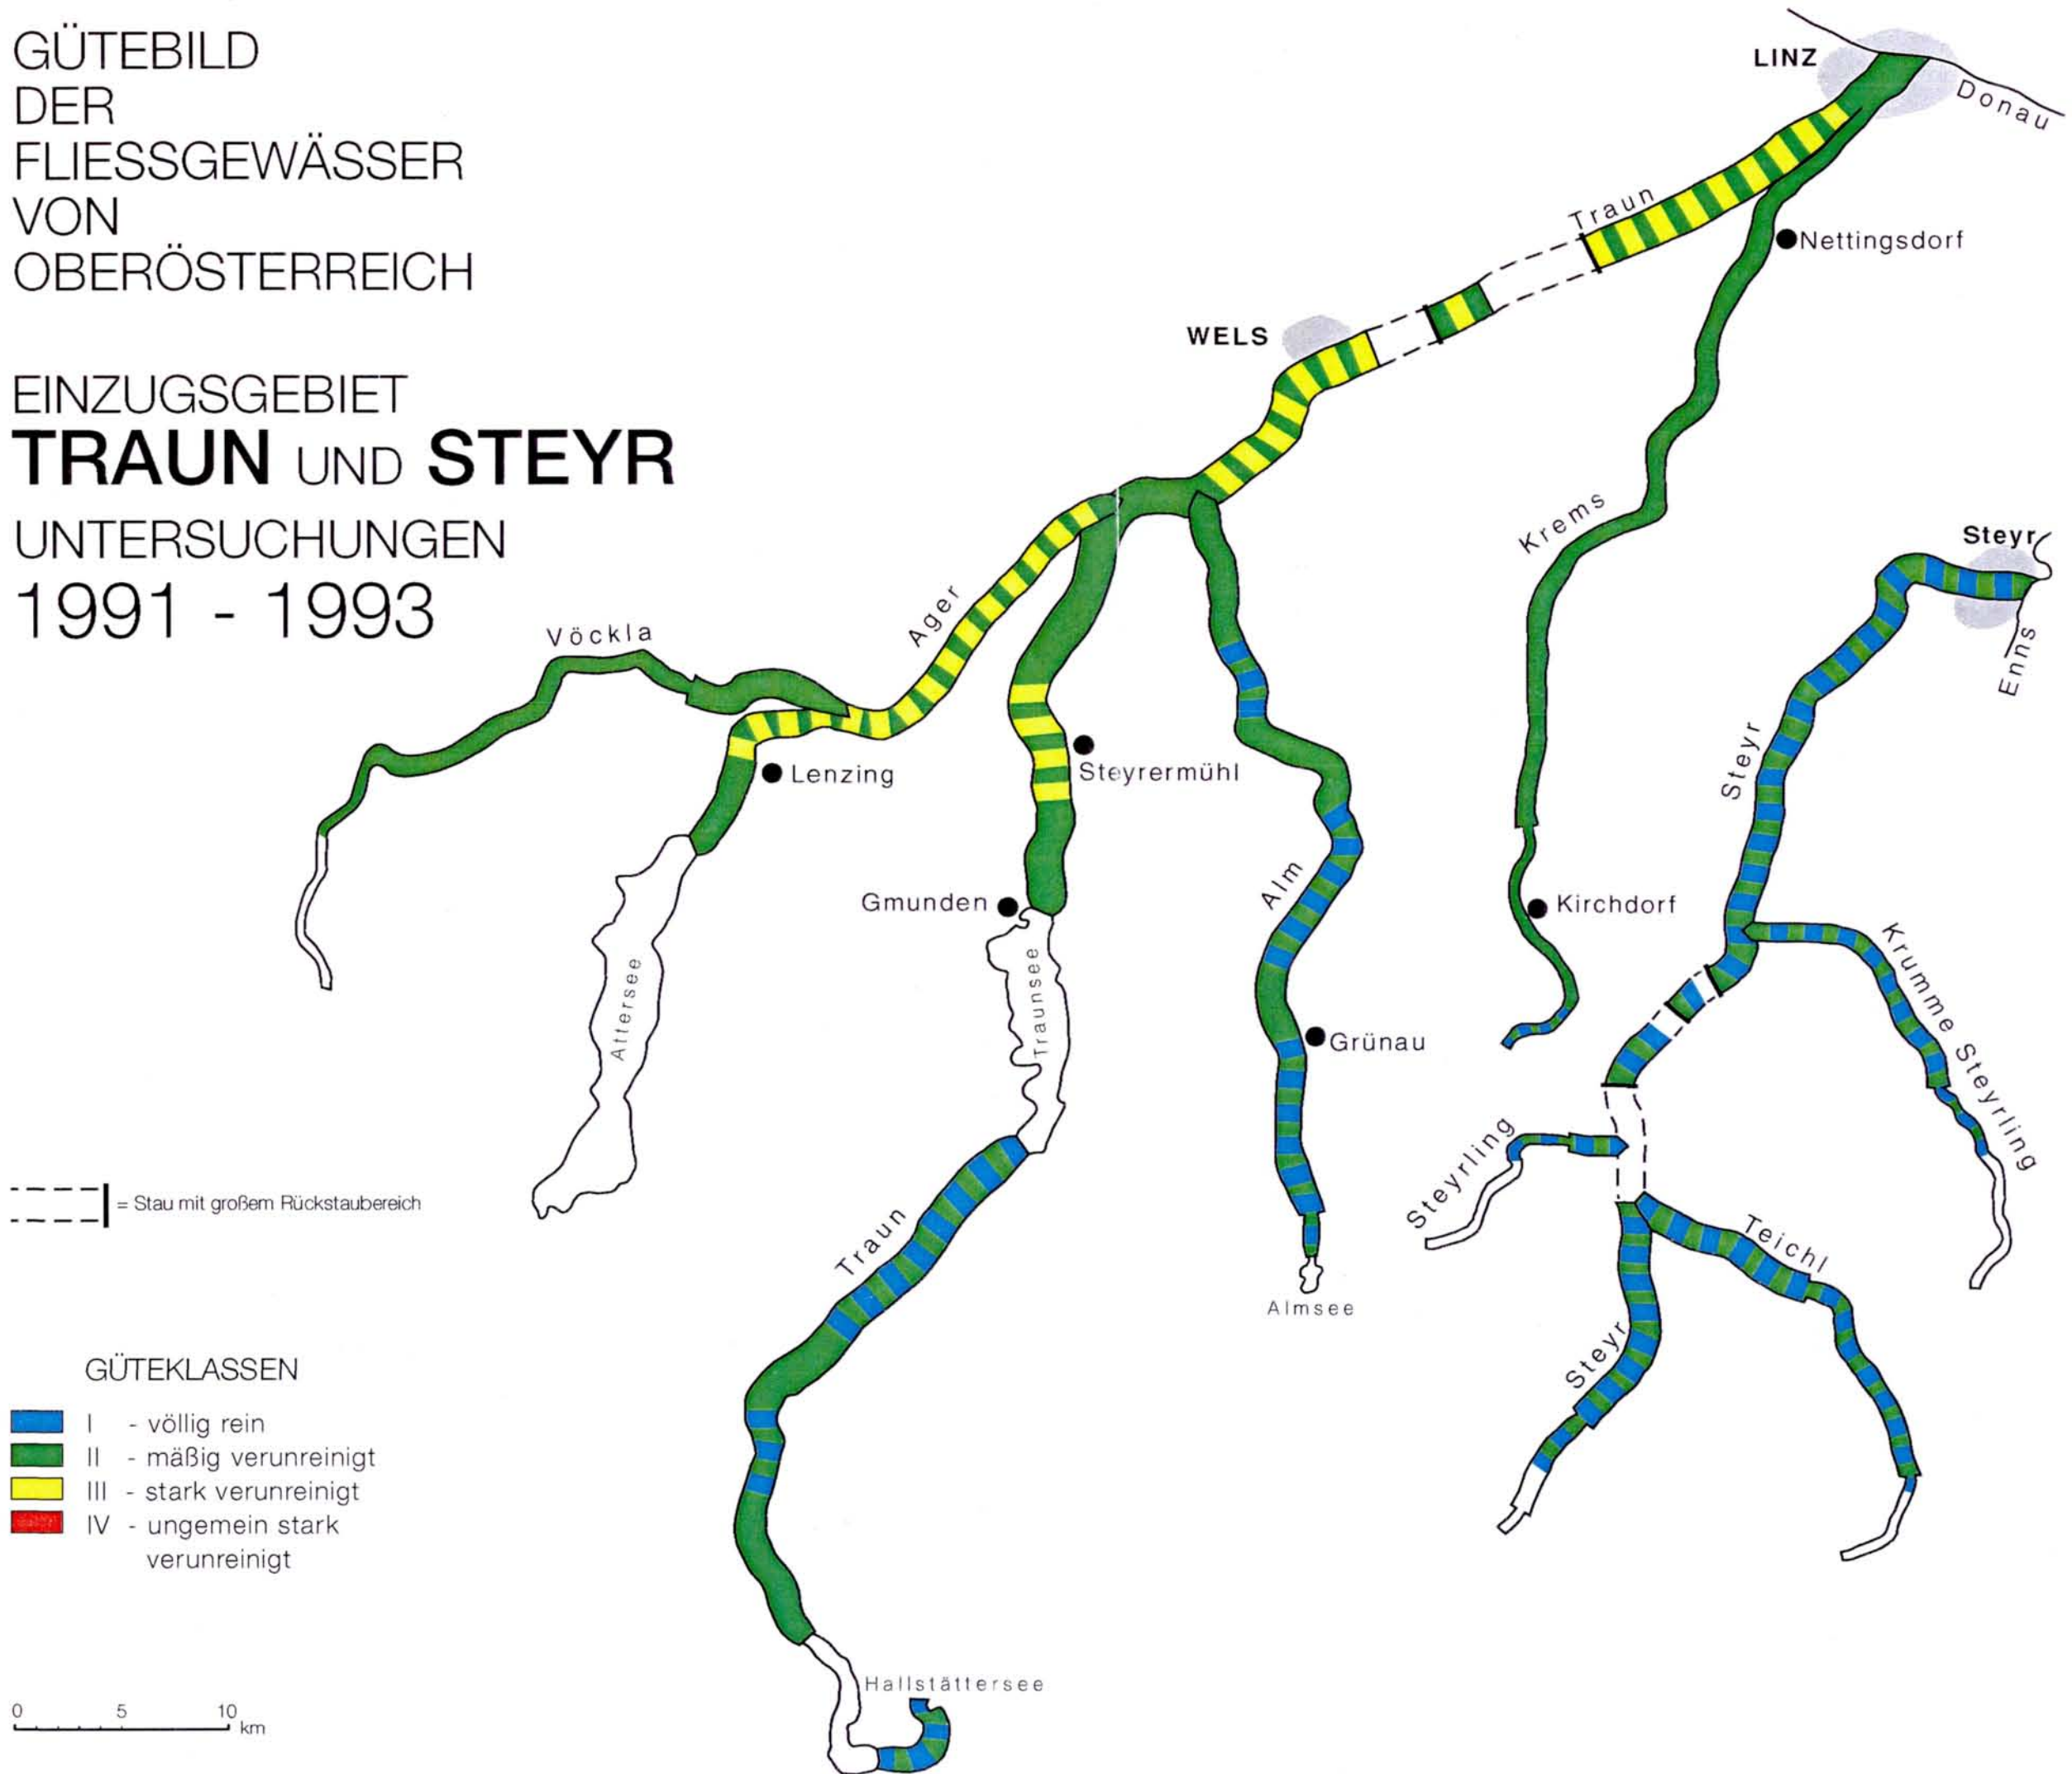 GÜTEBILD
DER
FLIESSGEWÄSSER
VON
OBERÖSTERREICH
EINZUGSGEBIET
TRAUN UND STEYR
UNTERSUCHUNGEN
1991 - 1993
LINZ
Donau
Traun
Nettingsdorf
WELS
Krems
Steyr
Enns
Ager
Vöckla
Lenzing
Steyrermühl
Steyr
Alm
Gmunden
Kirchdorf
Attersee
Traunsee
Krumme Steyrling
Grünau
Steyrling
= Stau mit großem Rückstaubereich
Traun
Teichl
Almsee
Steyr
GÜTEKLASSEN
I - völlig rein
II - mäßig verunreinigt
III - stark verunreinigt
IV - ungemein stark
verunreinigt
Hallstättersee
0 5 10
km